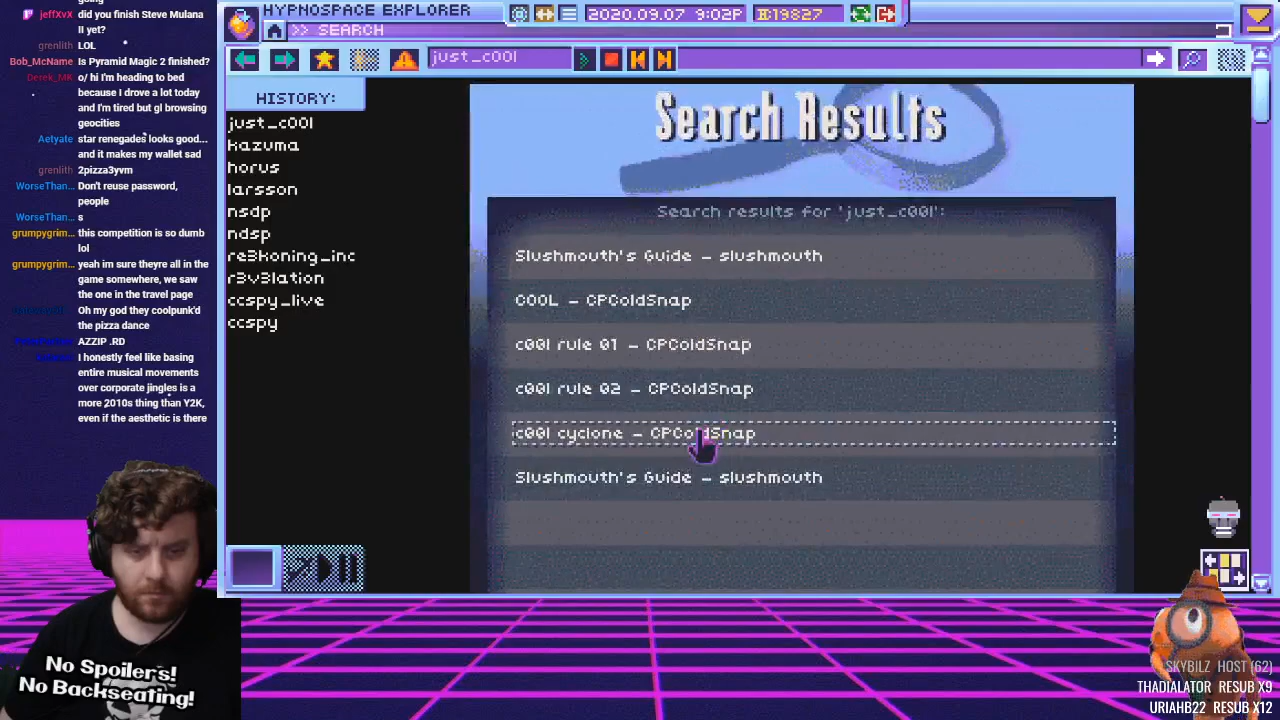 did you finish Steve Mulana
jeffXvX
II yet?
grenlith LOL
Bob_McName Is Pyramid Magic 2 finished?
Derek_MK o/ hi I'm heading to bed
because I drove a lot today
and I'm tired but gl browsing
geocities
Aetyate star renegades looks good...
and it makes my wallet sad
grenlith 2pizza3yvm
WorseThan... Don't reuse password,
people
WorseThan... s
grumpygrim... this competition is so dumb
lol
grumpygrim... yeah im sure theyre all in the
game somewhere, we saw
the one in the travel page
Oh my god they coolpunk'd
the pizza dance
AZZIP .RD
I honestly feel like basing
entire musical movements
over corporate jingles is a
more 2010s thing than Y2K,
even if the aesthetic is there
HYPNOSPACE EXPLORER
2020.09.07 9:02P
19827
>> SEARCH
just_c00l
HISTORY:
just_c00l
kazuma
horus
larsson
nsdp
ndsp
re3koning_inc
r3v3lation
ccspy_live
ccspy
Search Results
Search results for 'just_c00l':
Slushmouth's Guide - slushmouth
COOL - CPColdSnap
c00l rule 01 - CPColdSnap
c00l rule 02 - CPColdSnap
c00l cyclone - CPColdSnap
Slushmouth's Guide - slushmouth
No Spoilers!
No Backseating!
SKYBILZ HOST (62)
THADIALATOR RESUB X9
URIAHB22 RESUB X12